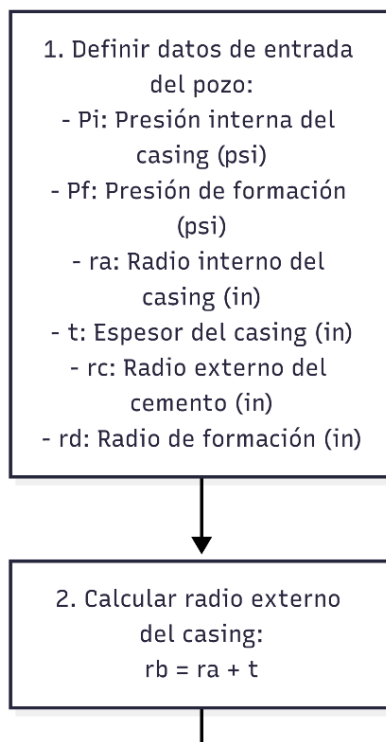 1. Definir datos de entrada
del pozo:
- Pi: Presión interna del
casing (psi)
- Pf: Presión de formación
(psi)
- ra: Radio interno del
casing (in)
- t: Espesor del casing (in)
- rc: Radio externo del
cemento (in)
- rd: Radio de formación (in)
2. Calcular radio externo
del casing:
rb = ra + t